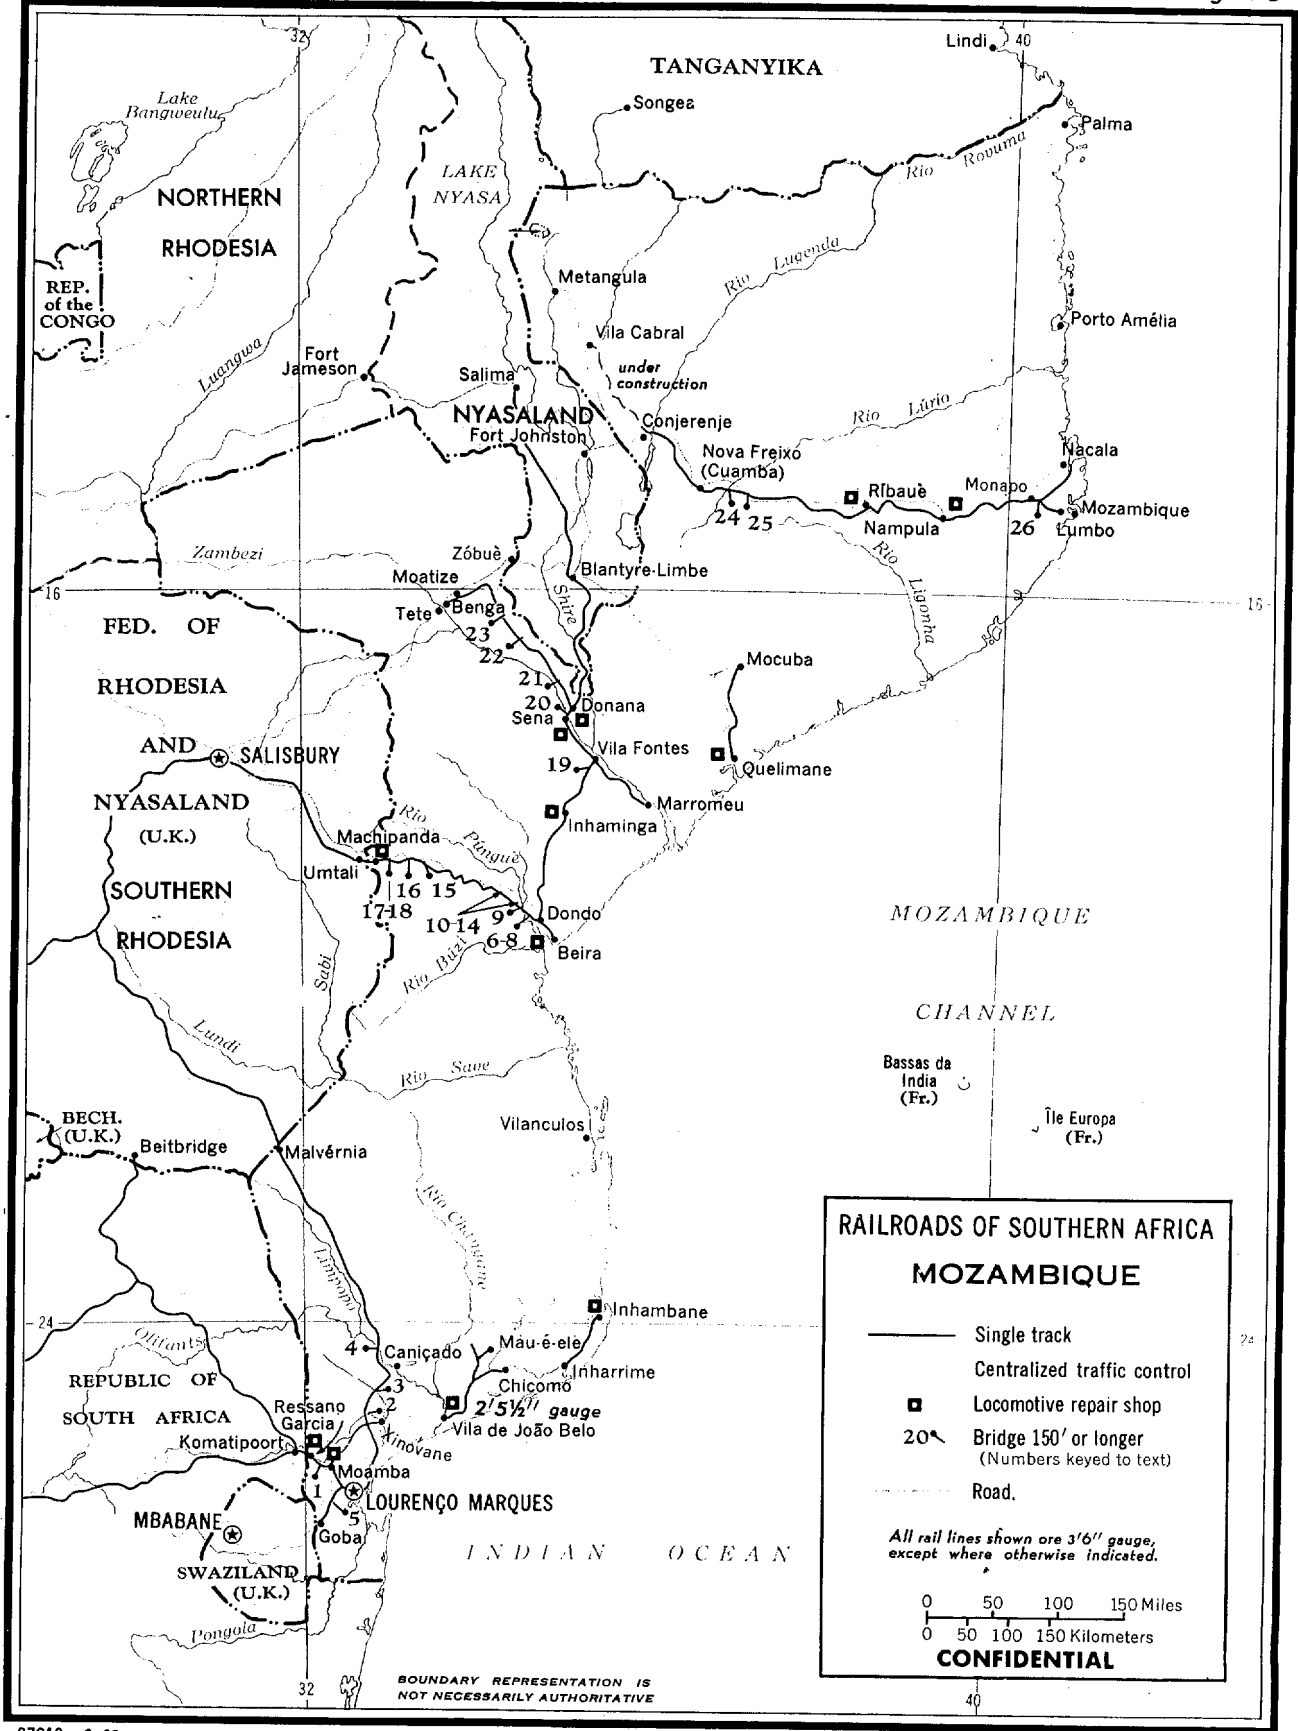 32
40
Lindi
TANGANYIKA
Songea
Palma
Lake
Bangweulu
LAKE
NYASA
Rio Rovuma
NORTHERN
RHODESIA
REP.
of the
CONGO
Rio Lugenda
Metangula
Porto Amélia
Vila Cabral
Luangwa
Fort
Jameson
Salima
under
construction
NYASALAND
Fort Johnston
Conjerenje
Rio Lúrio
Nova Freixo
(Cuamba)
Nacala
Ribauè
Monapo
Mozambique
24
25
Nampula
26
Lumbo
Zambezi
Zóbuè
Blantyre-Limbe
Rio Ligonha
Moatize
16
16
Tete
Benga
Shire
FED. OF
23
22
Mocuba
RHODESIA
21
20
Donana
Sena
AND
SALISBURY
Vila Fontes
19
Quelimane
NYASALAND
(U.K.)
Marromeu
Rio Púnguè
Inhaminga
Machipanda
Umtali
SOUTHERN
16
15
17-18
10-14
9
Dondo
6-8
MOZAMBIQUE
RHODESIA
Beira
Rio Buzi
Sabi
CHANNEL
Lundi
Rio Save
Bassas da
India
(Fr.)
Île Europa
(Fr.)
BECH.
(U.K.)
Vilanculos
Beitbridge
Malvérnia
Rio Changane
Limpopo
Inhambane
24
24
Olifants
4
Caniçado
Mau-é-ele
Inharrime
REPUBLIC OF
3
Chicomo
SOUTH AFRICA
Ressano
Garcia
2
2'5½" gauge
Vila de João Belo
Komatipoort
Xinovane
Moamba
1
LOURENÇO MARQUES
MBABANE
5
Goba
INDIAN OCEAN
SWAZILAND
(U.K.)
Pongola
32
40
BOUNDARY REPRESENTATION IS
NOT NECESSARILY AUTHORITATIVE
RAILROADS OF SOUTHERN AFRICA
MOZAMBIQUE
Single track
Centralized traffic control
Locomotive repair shop
20 Bridge 150' or longer
(Numbers keyed to text)
Road.
All rail lines shown ore 3'6" gauge,
except where otherwise indicated.
0 50 100 150 Miles
0 50 100 150 Kilometers
CONFIDENTIAL